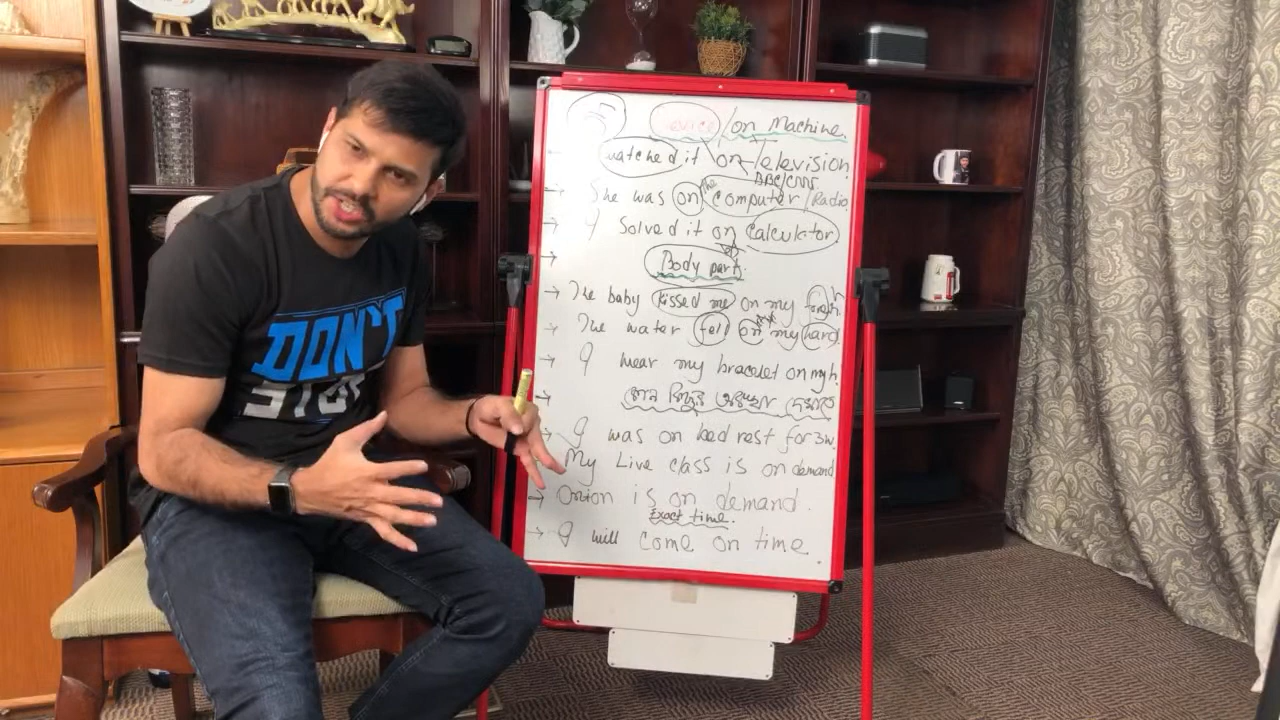 Device / on Machine.
watched it on Television
BBC/CNN
She was on the computer / Radio
I Solved it on Calculator
Body part.
The baby kissed me on my foreh
The water fell on my hand
I wear my bracelet on my h.
কোন কিছুর অবস্থা বোঝাতে
I was on bed rest for 3w.
My Live class is on demand
Onion is on demand.
Exact time.
I will come on time
DON'T
STOP